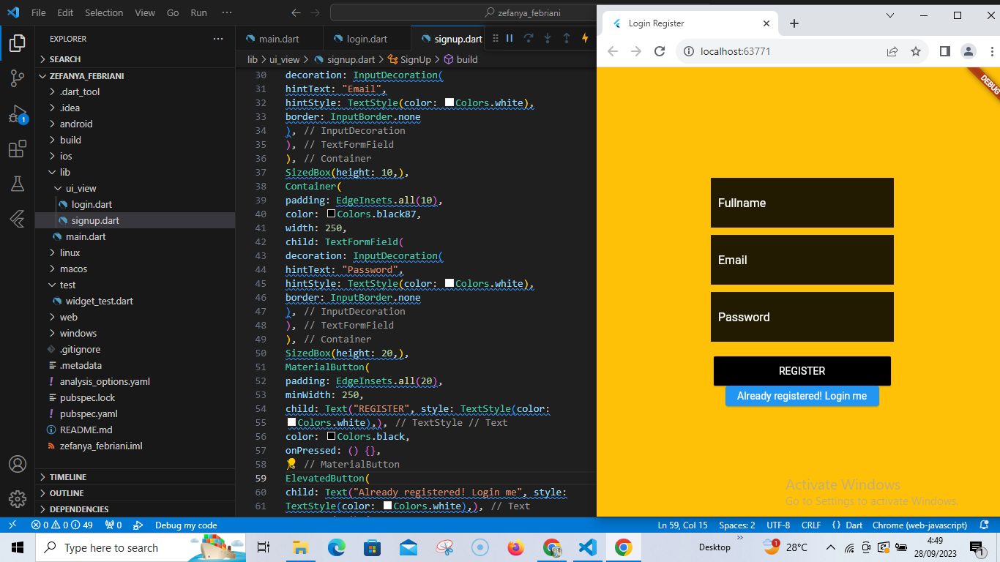 File Edit Selection View Go Run ···
zefanya_febriani
EXPLORER ···
SEARCH
ZEFANYA_FEBRIANI
.dart_tool
.idea
android
build
ios
lib
ui_view
login.dart
signup.dart
main.dart
linux
macos
test
widget_test.dart
web
windows
.gitignore
.metadata
! analysis_options.yaml
pubspec.lock
! pubspec.yaml
README.md
zefanya_febriani.iml
TIMELINE
OUTLINE
DEPENDENCIES
1
main.dart login.dart signup.dart
lib > ui_view > signup.dart > SignUp > build
30 decoration: InputDecoration(
31 hintText: "Email",
32 hintStyle: TextStyle(color: Colors.white),
33 border: InputBorder.none
34 ), // InputDecoration
35 ), // TextFormField
36 ), // Container
37 SizedBox(height: 10,),
38 Container(
39 padding: EdgeInsets.all(10),
40 color: Colors.black87,
41 width: 250,
42 child: TextFormField(
43 decoration: InputDecoration(
44 hintText: "Password",
45 hintStyle: TextStyle(color: Colors.white),
46 border: InputBorder.none
47 ), // InputDecoration
48 ), // TextFormField
49 ), // Container
50 SizedBox(height: 20,),
51 MaterialButton(
52 padding: EdgeInsets.all(20),
53 minWidth: 250,
54 child: Text("REGISTER", style: TextStyle(color:
55 Colors.white),), // TextStyle // Text
56 color: Colors.black,
57 onPressed: () {},
58 ), // MaterialButton
59 ElevatedButton(
60 child: Text("Already registered! Login me", style:
61 TextStyle(color: Colors.white),), // Text
Login Register
localhost:63771
DEBUG
Fullname
Email
Password
REGISTER
Already registered! Login me
Activate Windows
Go to Settings to activate Windows.
0 0 49 0 Debug my code Ln 59, Col 15 Spaces: 2 UTF-8 CRLF {} Dart Chrome (web-javascript)
Type here to search
Desktop »
1
28°C
4:49
28/09/2023
1